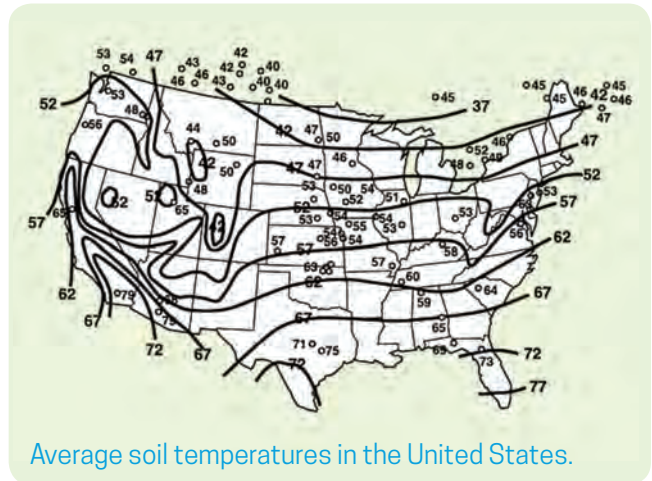 53 54 47 43 42 42 40
46 46 43 40 40
52 53 48 45 37 45 45 46 42 45 46 47
56 44 50 42 47 50 46 52 48 47
42 50 47 47 46
48 53 50 54 52 51 52
52 65 52 53 54 54 53 53 53
57 65 55 54 56 54 56 57
57 57 57 58 62
62 79 63 62 60 59 64
67 72 67 67 65 67
71 75 72 73 72
77
Average soil temperatures in the United States.